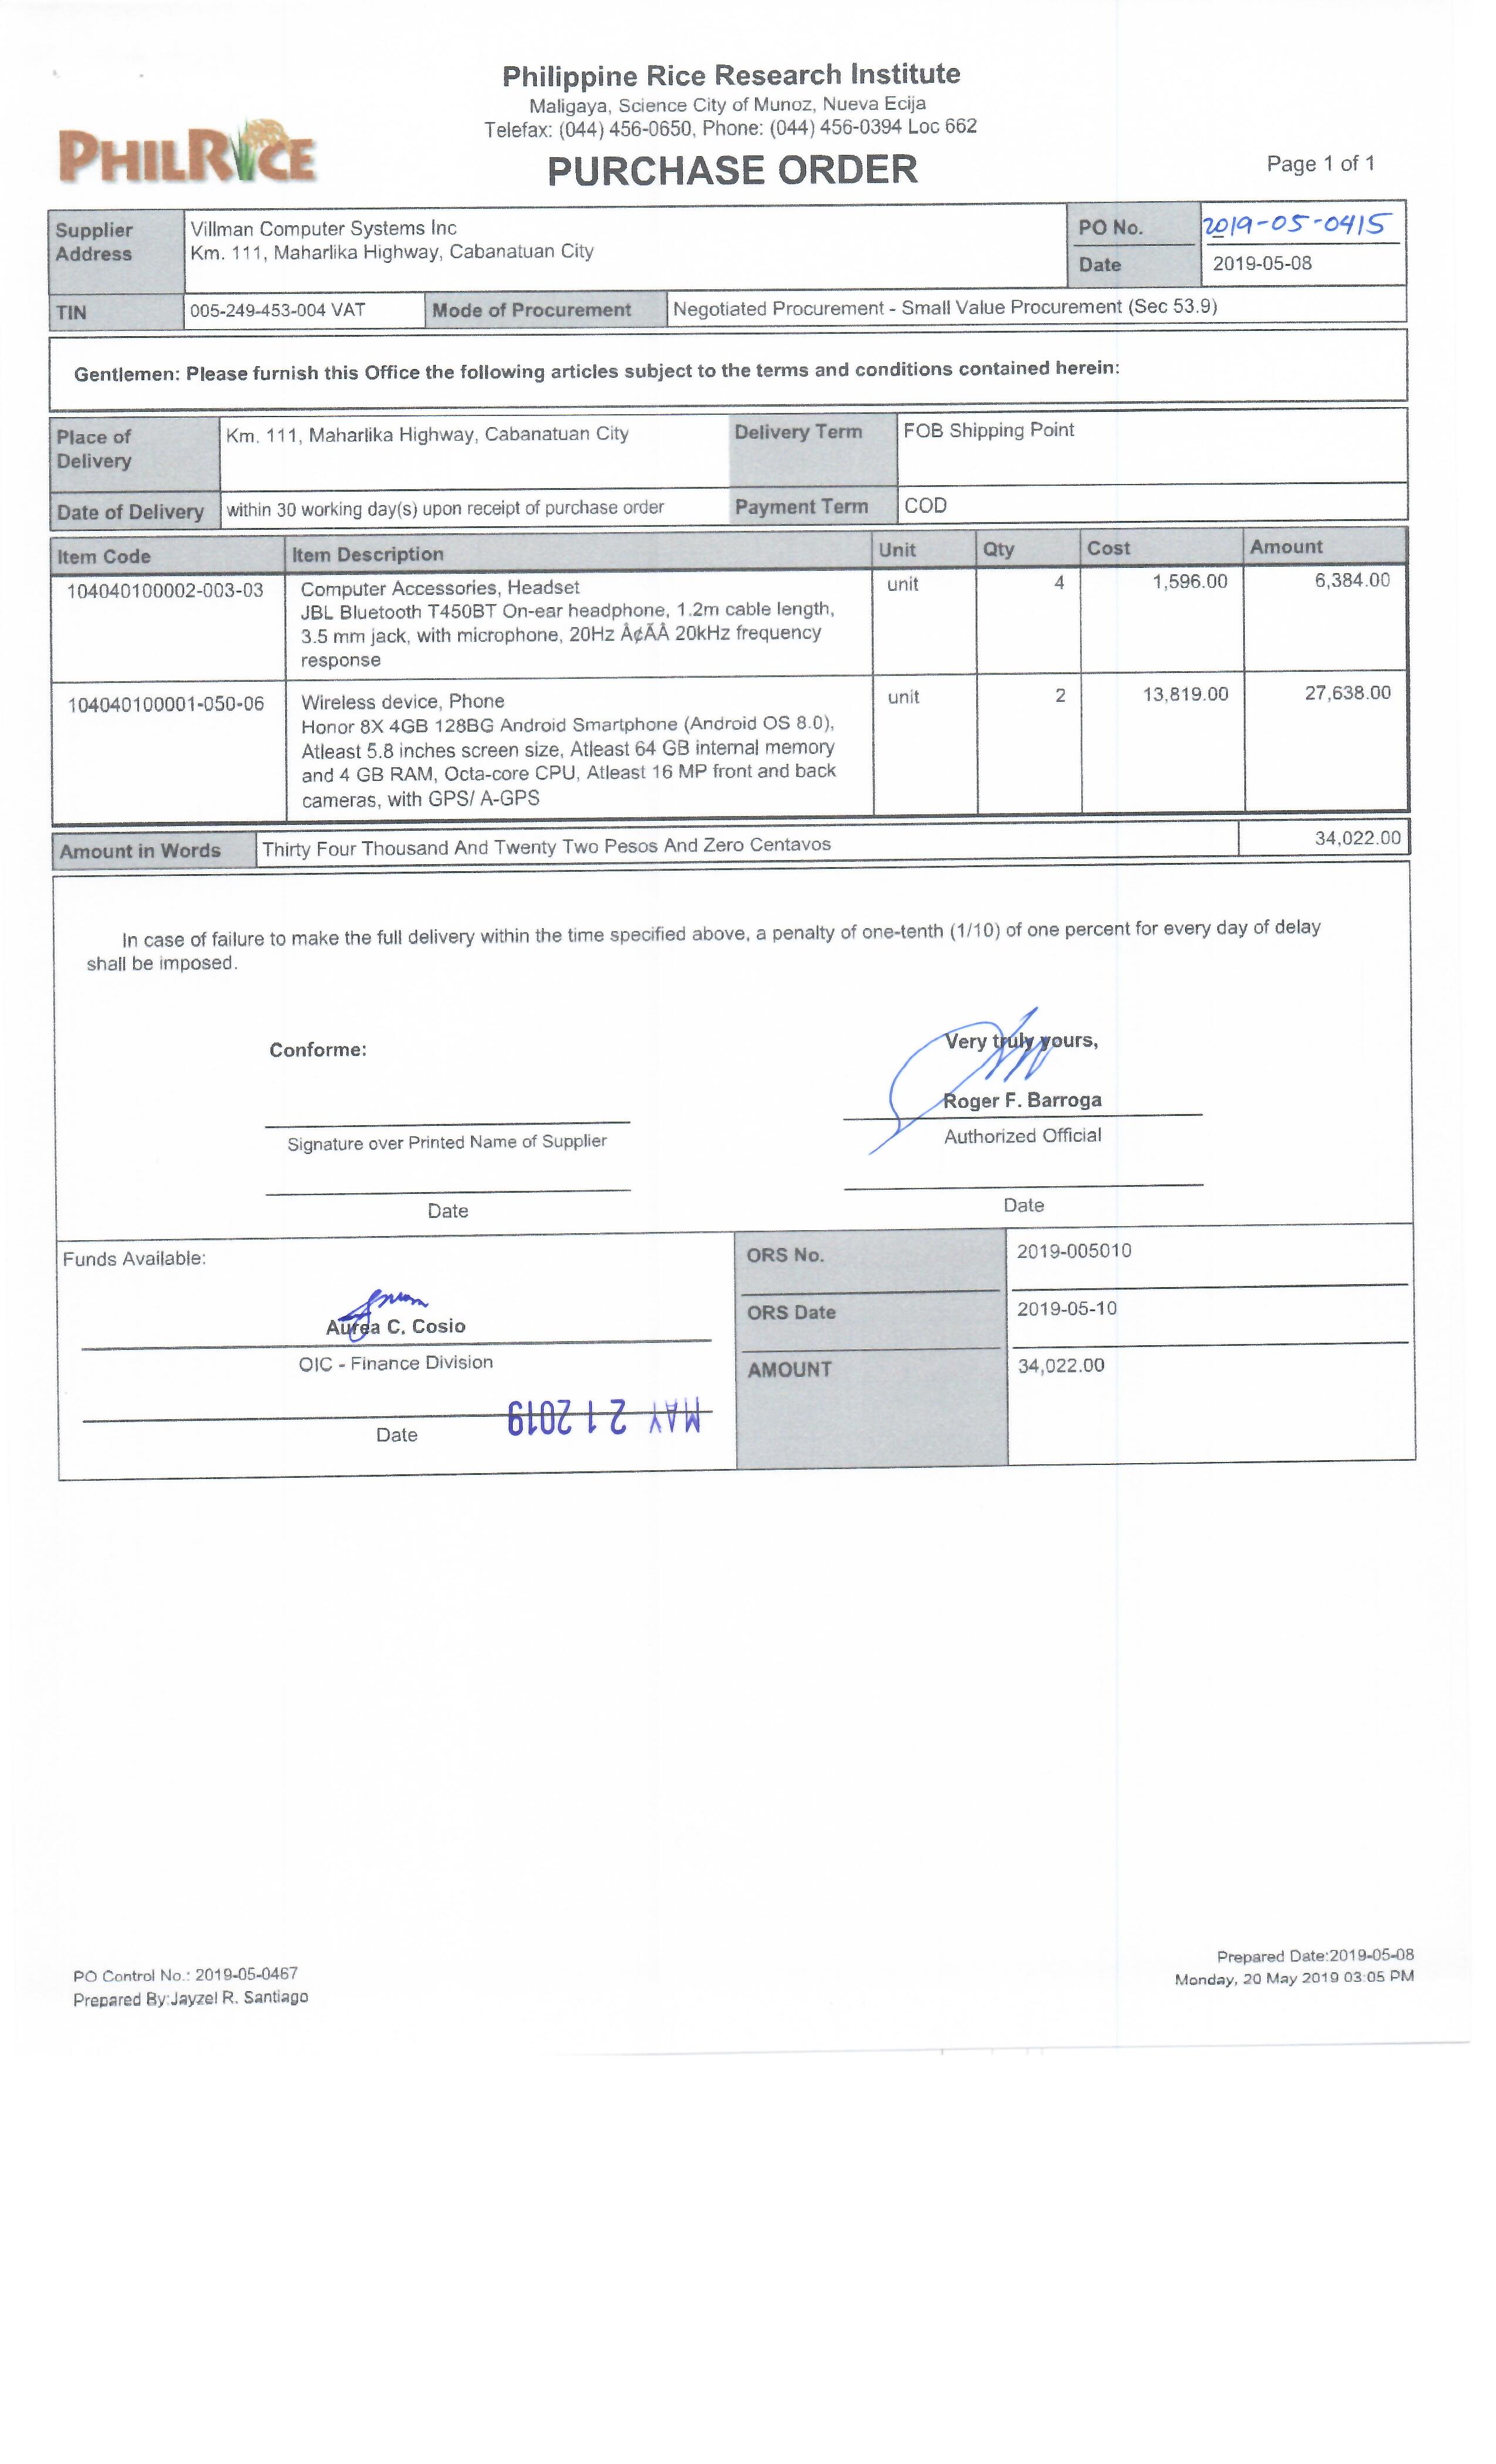 Philippine Rice Research Institute
Maligaya, Science City of Munoz, Nueva Ecija
Telefax: (044) 456-0650, Phone: (044) 456-0394 Loc 662
PHILRICE
PURCHASE ORDER
Page 1 of 1
Supplier Address
Villman Computer Systems Inc
Km. 111, Maharlika Highway, Cabanatuan City
PO No. 2019-05-0415
Date 2019-05-08
TIN 005-249-453-004 VAT Mode of Procurement Negotiated Procurement - Small Value Procurement (Sec 53.9)
Gentlemen: Please furnish this Office the following articles subject to the terms and conditions contained herein:
Place of Delivery Km. 111, Maharlika Highway, Cabanatuan City Delivery Term FOB Shipping Point
Date of Delivery within 30 working day(s) upon receipt of purchase order Payment Term COD
Item Code Item Description Unit Qty Cost Amount
104040100002-003-03 Computer Accessories, Headset unit 4 1,596.00 6,384.00
JBL Bluetooth T450BT On-ear headphone, 1.2m cable length,
3.5 mm jack, with microphone, 20Hz Â¢ÃÂ 20kHz frequency
response
104040100001-050-06 Wireless device, Phone unit 2 13,819.00 27,638.00
Honor 8X 4GB 128BG Android Smartphone (Android OS 8.0),
Atleast 5.8 inches screen size, Atleast 64 GB internal memory
and 4 GB RAM, Octa-core CPU, Atleast 16 MP front and back
cameras, with GPS/ A-GPS
Amount in Words Thirty Four Thousand And Twenty Two Pesos And Zero Centavos 34,022.00
In case of failure to make the full delivery within the time specified above, a penalty of one-tenth (1/10) of one percent for every day of delay
shall be imposed.
Conforme:
Very truly yours,
Roger F. Barroga
Signature over Printed Name of Supplier
Authorized Official
Date
Date
Funds Available:
Aurea C. Cosio
OIC - Finance Division
MAY 21 2019
Date
ORS No. 2019-005010
ORS Date 2019-05-10
AMOUNT 34,022.00
PO Control No.: 2019-05-0467
Prepared By:Jayzel R. Santiago
Prepared Date:2019-05-08
Monday, 20 May 2019 03:05 PM